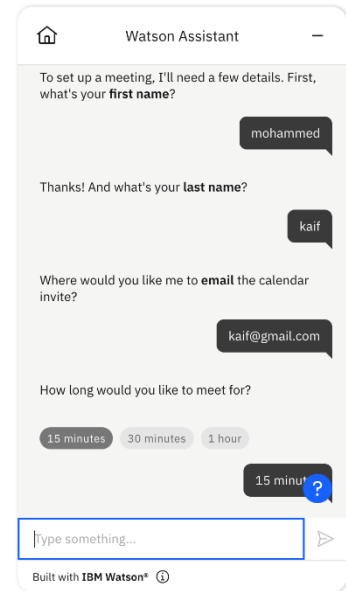 Watson Assistant
To set up a meeting, I'll need a few details. First,
what's your first name?
mohammed
Thanks! And what's your last name?
kaif
Where would you like me to email the calendar
invite?
kaif@gmail.com
How long would you like to meet for?
15 minutes 30 minutes 1 hour
15
?
Type something...
Built with IBM Watson®